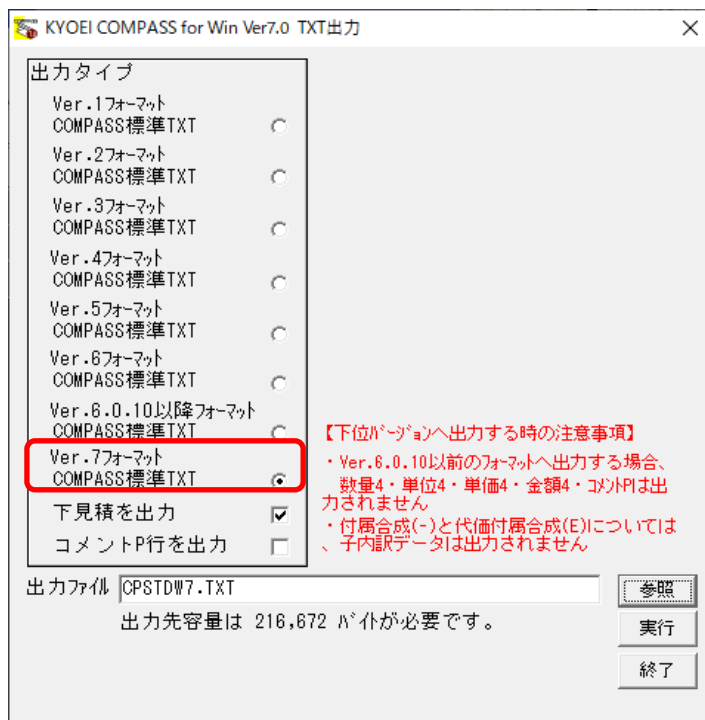 KYOEI COMPASS for Win Ver7.0 TXT出力
出力タイプ
Ver.1ﾌｫｰﾏｯﾄ
COMPASS標準TXT
Ver.2ﾌｫｰﾏｯﾄ
COMPASS標準TXT
Ver.3ﾌｫｰﾏｯﾄ
COMPASS標準TXT
Ver.4ﾌｫｰﾏｯﾄ
COMPASS標準TXT
Ver.5ﾌｫｰﾏｯﾄ
COMPASS標準TXT
Ver.6ﾌｫｰﾏｯﾄ
COMPASS標準TXT
Ver.6.0.10以降ﾌｫｰﾏｯﾄ
COMPASS標準TXT
Ver.7ﾌｫｰﾏｯﾄ
COMPASS標準TXT
下見積を出力
コメントP行を出力
【下位ﾊﾞｰｼﾞｮﾝへ出力する時の注意事項】
・Ver.6.0.10以前のﾌｫｰﾏｯﾄへ出力する場合、
数量4・単位4・単価4・金額4・ｺﾒﾝﾄPIは出
力されません
・付属合成(-)と代価付属合成(E)については
、子内訳データは出力されません
出力ﾌｧｲﾙ CPSTDW7.TXT
参照
出力先容量は 216,672 ﾊﾞｲﾄが必要です。
実行
終了